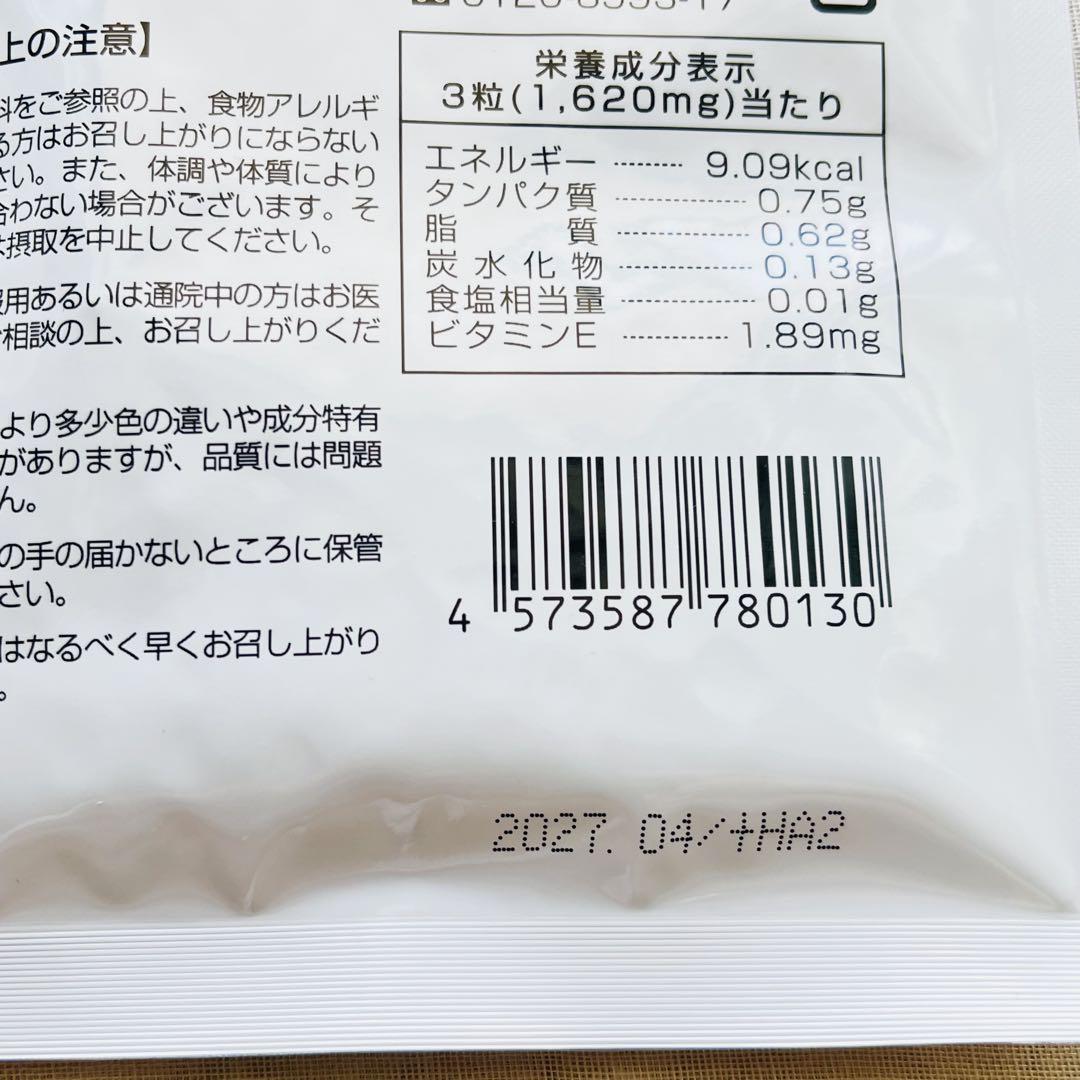 上の注意】
料をご参照の上、食物アレルギ
る方はお召し上がりにならない
さい。また、体調や体質により
合わない場合がございます。そ
は摂取を中止してください。
服用あるいは通院中の方はお医
相談の上、お召し上がりくだ
より多少色の違いや成分特有
がありますが、品質には問題
ん。
の手の届かないところに保管
さい。
はなるべく早くお召し上がり
。
栄養成分表示
3粒(1,620mg)当たり
エネルギー ………… 9.09kcal
タンパク質 ………… 0.75g
脂質 ………… 0.62g
炭水化物 ………… 0.13g
食塩相当量 ………… 0.01g
ビタミンE ………… 1.89mg
4 573587 780130
2027. 04/+HA2